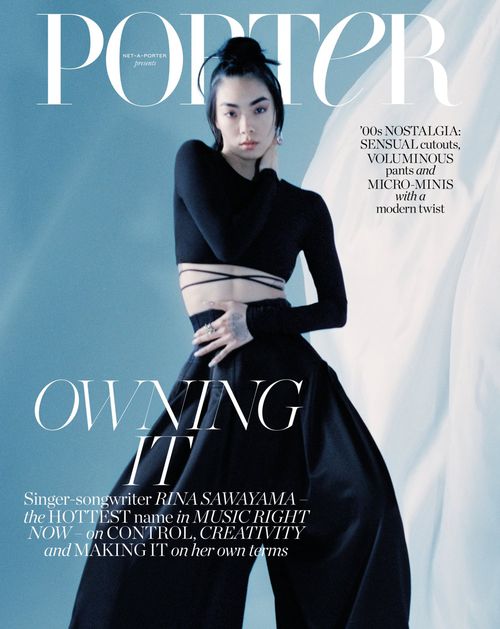 PORTER
NET-A-PORTER
presents
'00s NOSTALGIA:
SENSUAL cutouts,
VOLUMINOUS
pants and
MICRO-MINIS
with a
modern twist
OWNING
IT
Singer-songwriter RINA SAWAYAMA –
the HOTTEST name in MUSIC RIGHT
NOW – on CONTROL, CREATIVITY
and MAKING IT on her own terms